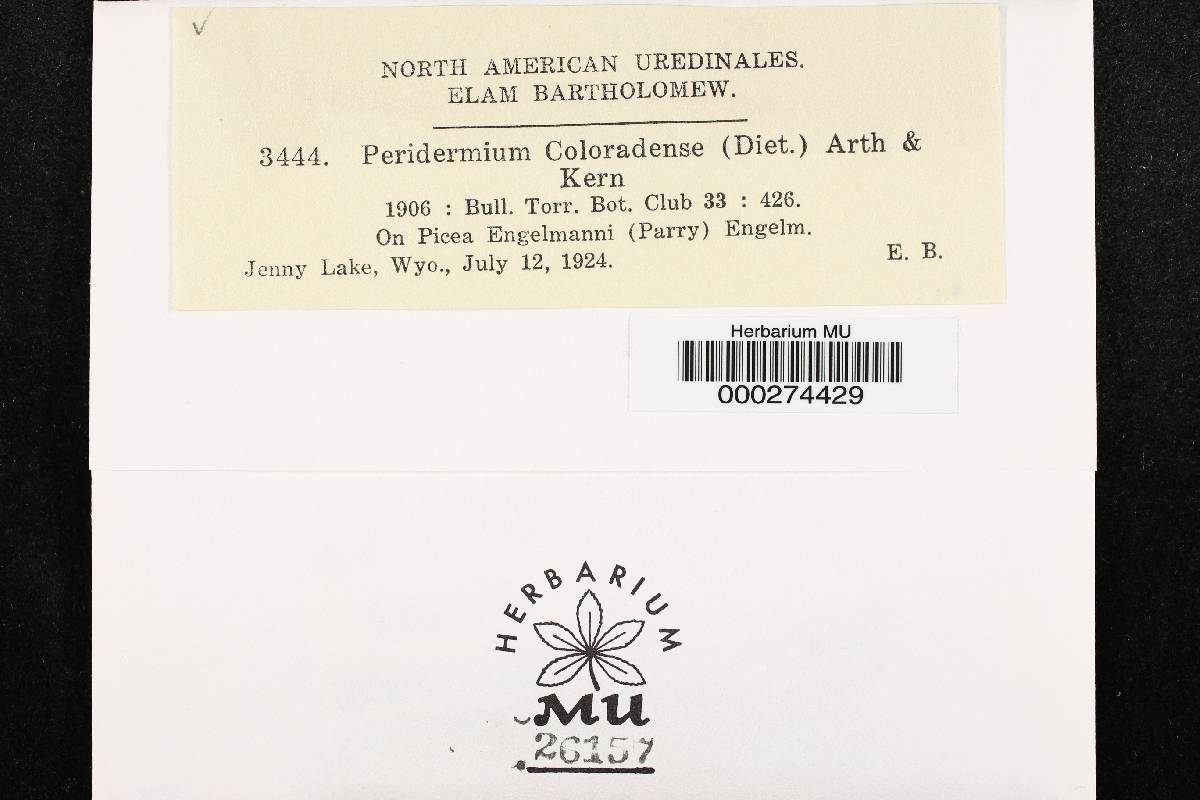 NORTH AMERICAN UREDINALES.
ELAM BARTHOLOMEW.
3444. Peridermium Coloradense (Diet.) Arth &
Kern
1906 : Bull. Torr. Bot. Club 33 : 426.
On Picea Engelmanni (Parry) Engelm.
Jenny Lake, Wyo., July 12, 1924. E. B.
Herbarium MU
000274429
HERBARIUM
MU
26157